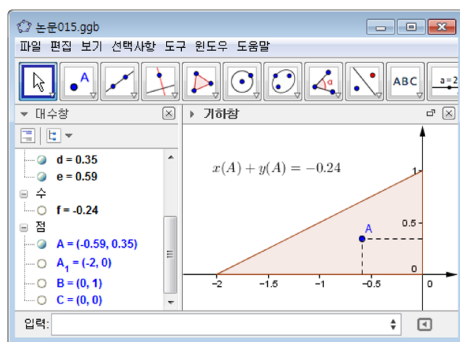 논문015.ggb
파일 편집 보기 선택사항 도구 윈도우 도움말
A ABC a=2
대수창
기하창
d = 0.35
e = 0.59
수
f = -0.24
점
A = (-0.59, 0.35)
A₁ = (-2, 0)
B = (0, 1)
C = (0, 0)
x(A) + y(A) = −0.24
1
0.5
A
0
-2 -1.5 -1 -0.5 0
입력: